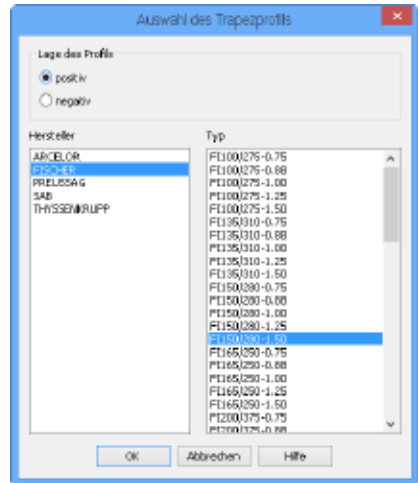 Auswahl des Trapezprofils
Lage des Profils
positiv
negativ
Hersteller
ARCELOR
FISCHER
PREUSSAG
SAB
THYSSENKRUPP
Typ
FI100/275-0.75
FI100/275-0.88
FI100/275-1.00
FI100/275-1.25
FI100/275-1.50
FI135/310-0.75
FI135/310-0.88
FI135/310-1.00
FI135/310-1.25
FI135/310-1.50
FI150/280-0.75
FI150/280-0.88
FI150/280-1.00
FI150/280-1.25
FI150/280-1.50
FI165/250-0.75
FI165/250-0.88
FI165/250-1.00
FI165/250-1.25
FI165/250-1.50
FI200/375-0.75
FI200/375-0.88
OK
Abbrechen
Hilfe